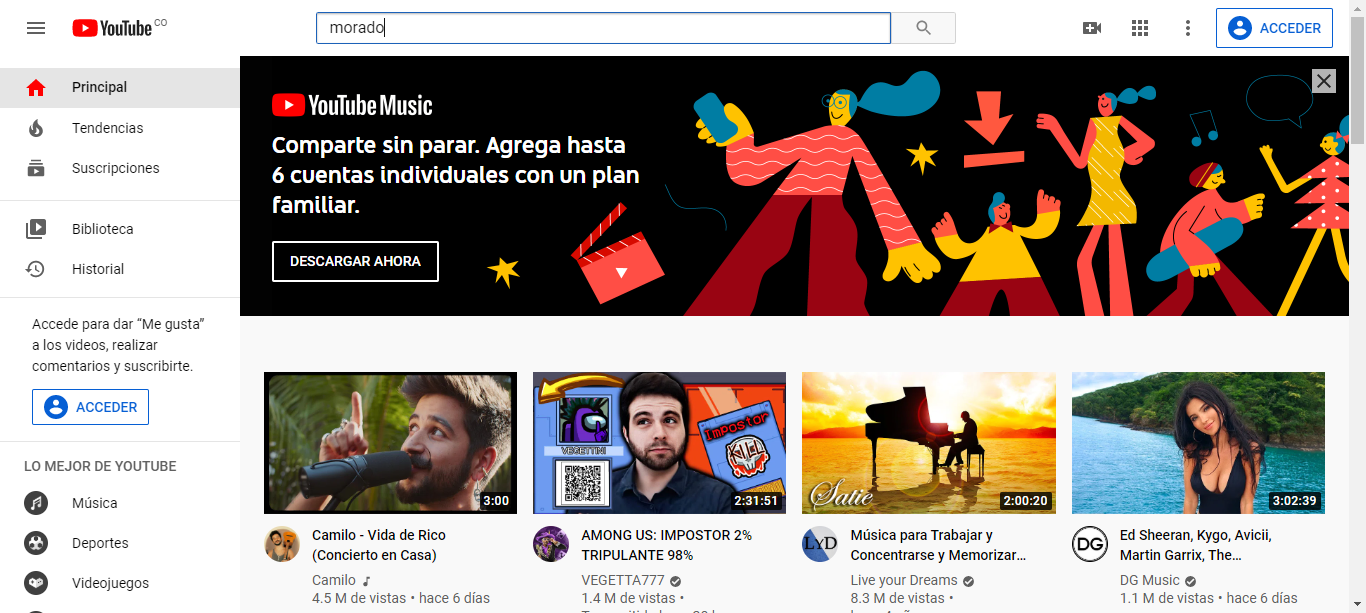 YouTube CO
morado
ACCEDER
Principal
Tendencias
Suscripciones
Biblioteca
Historial
Accede para dar “Me gusta”
a los videos, realizar
comentarios y suscribirte.
ACCEDER
LO MEJOR DE YOUTUBE
Música
Deportes
Videojuegos
YouTube Music
Comparte sin parar. Agrega hasta
6 cuentas individuales con un plan
familiar.
DESCARGAR AHORA
3:00
Camilo - Vida de Rico
(Concierto en Casa)
Camilo
4.5 M de vistas • hace 6 días
VEGETTINI
Impostor
2:31:51
AMONG US: IMPOSTOR 2%
TRIPULANTE 98%
VEGETTA777
1.4 M de vistas •
Satie
2:00:20
LYD
Música para Trabajar y
Concentrarse y Memorizar…
Live your Dreams
8.3 M de vistas •
3:02:39
DG
Ed Sheeran, Kygo, Avicii,
Martin Garrix, The…
DG Music
1.1 M de vistas • hace 6 días